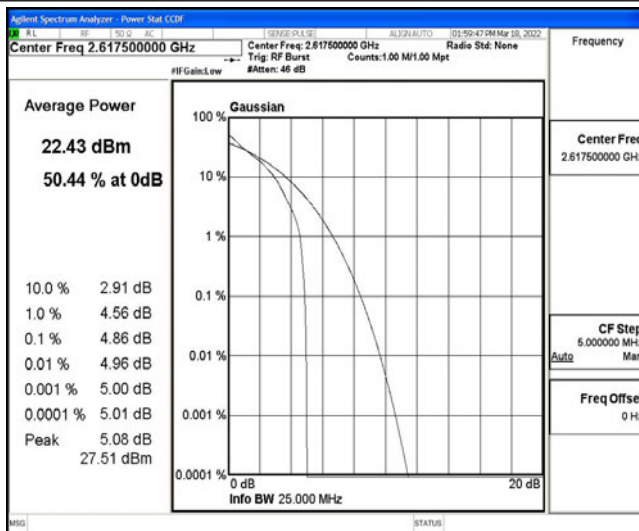 Agilent Spectrum Analyzer - Power Stat CCDF
RL RF 50 Ω AC SENSE:PULSE ALIGN AUTO 01:59:47 PM Mar 18, 2022
Center Freq 2.617500000 GHz
Center Freq: 2.617500000 GHz Radio Std: None
Trig: RF Burst Counts:1.00 M/1.00 Mpt
#IFGain:Low #Atten: 46 dB
Frequency
Average Power
22.43 dBm
50.44 % at 0dB
10.0 % 2.91 dB
1.0 % 4.56 dB
0.1 % 4.86 dB
0.01 % 4.96 dB
0.001 % 5.00 dB
0.0001 % 5.01 dB
Peak 5.08 dB
27.51 dBm
Gaussian
100 %
10 %
1 %
0.1 %
0.01 %
0.001 %
0.0001 %
0 dB 20 dB
Info BW 25.000 MHz
Center Freq
2.617500000 GHz
CF Step
5.000000 MHz
Auto Man
Freq Offse
0 Hz
MSG STATUS